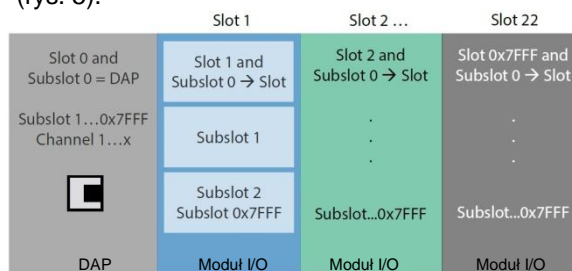 (rys. 3).
Slot 1
Slot 2 ...
Slot 22
Slot 0 and
Subslot 0 = DAP
Subslot 1...0x7FFF
Channel 1...x
DAP
Slot 1 and
Subslot 0 → Slot
Subslot 1
Subslot 2
Subslot 0x7FFF
Moduł I/O
Slot 2 and
Subslot 0 → Slot
.
.
.
Subslot...0x7FFF
Moduł I/O
Slot 0x7FFF and
Subslot 0 → Slot
.
.
.
Subslot...0x7FFF
Moduł I/O